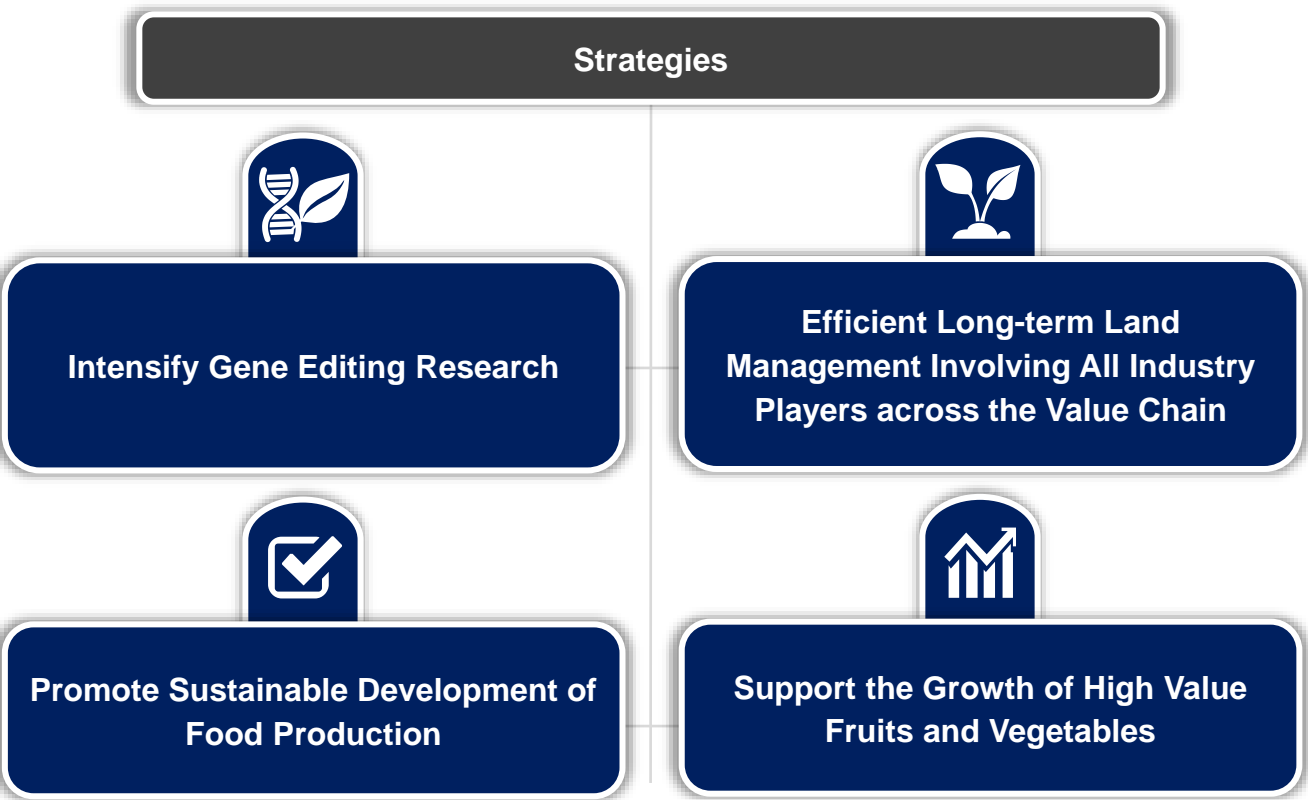 Strategies
Intensify Gene Editing Research
Efficient Long-term Land
Management Involving All Industry
Players across the Value Chain
Promote Sustainable Development of
Food Production
Support the Growth of High Value
Fruits and Vegetables